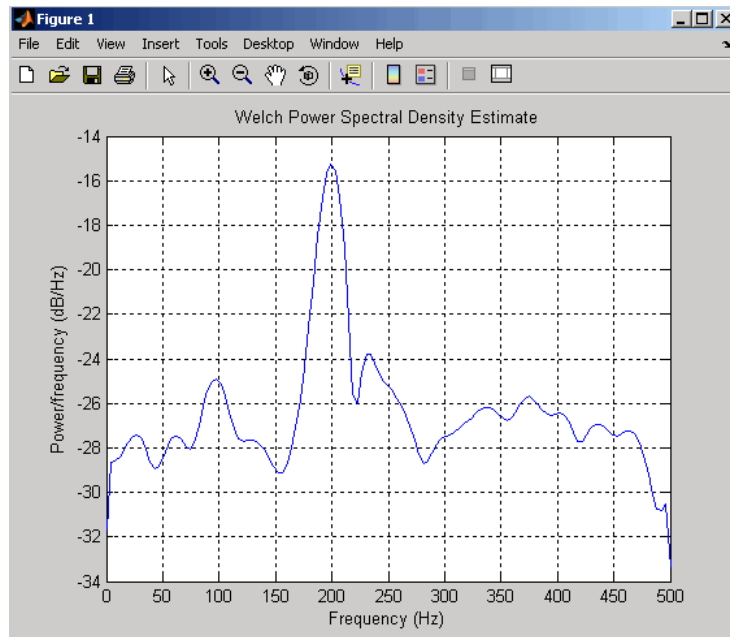 Figure 1
File Edit View Insert Tools Desktop Window Help
Welch Power Spectral Density Estimate
Power/frequency (dB/Hz)
-14
-16
-18
-20
-22
-24
-26
-28
-30
-32
-34
0 50 100 150 200 250 300 350 400 450 500
Frequency (Hz)